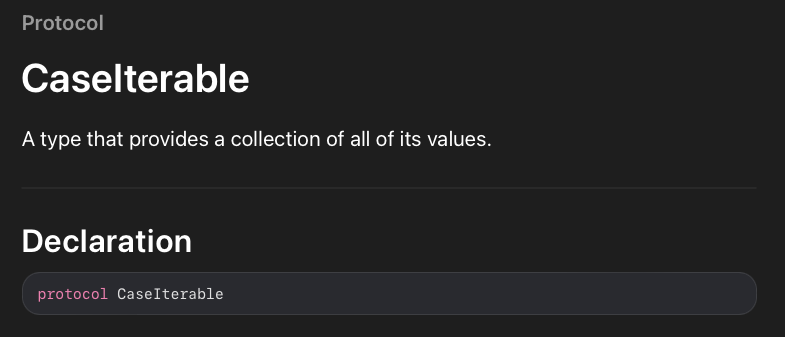 Protocol
CaseIterable
A type that provides a collection of all of its values.
Declaration
protocol CaseIterable